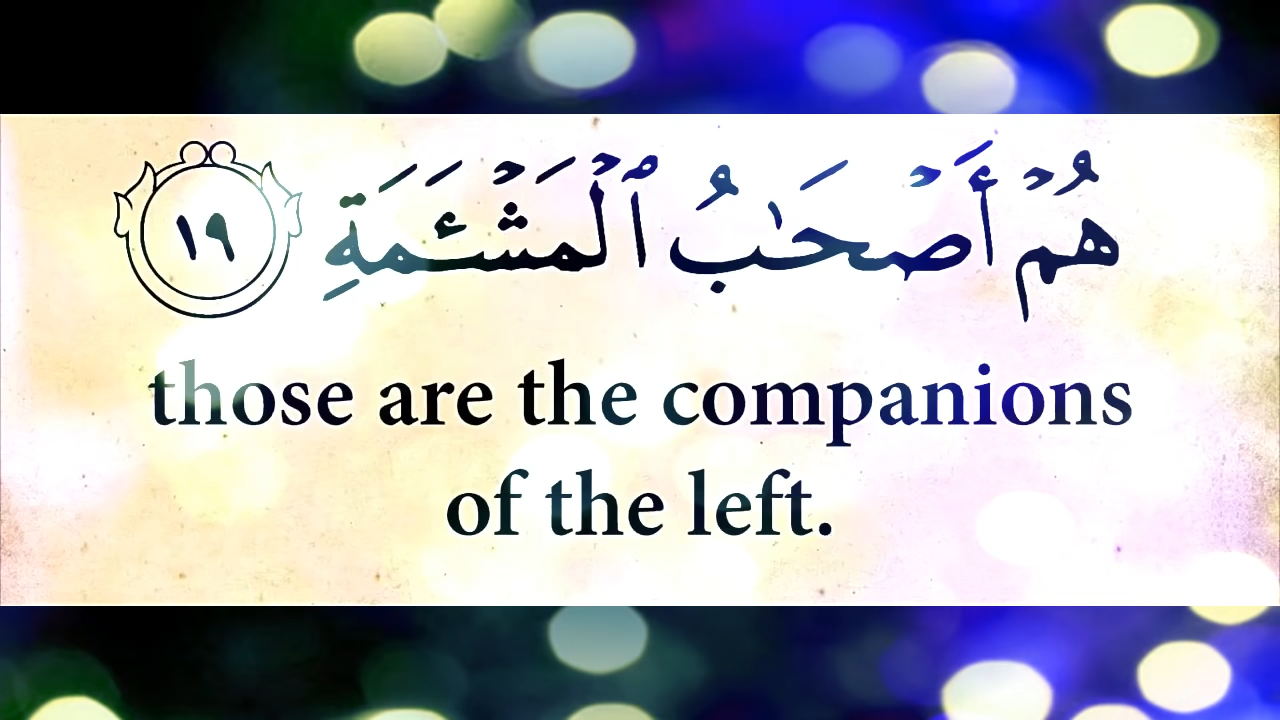 هُمۡ أَصۡحَٰبُ ٱلۡمَشۡـَٔمَةِ ١٩
those are the companions
of the left.